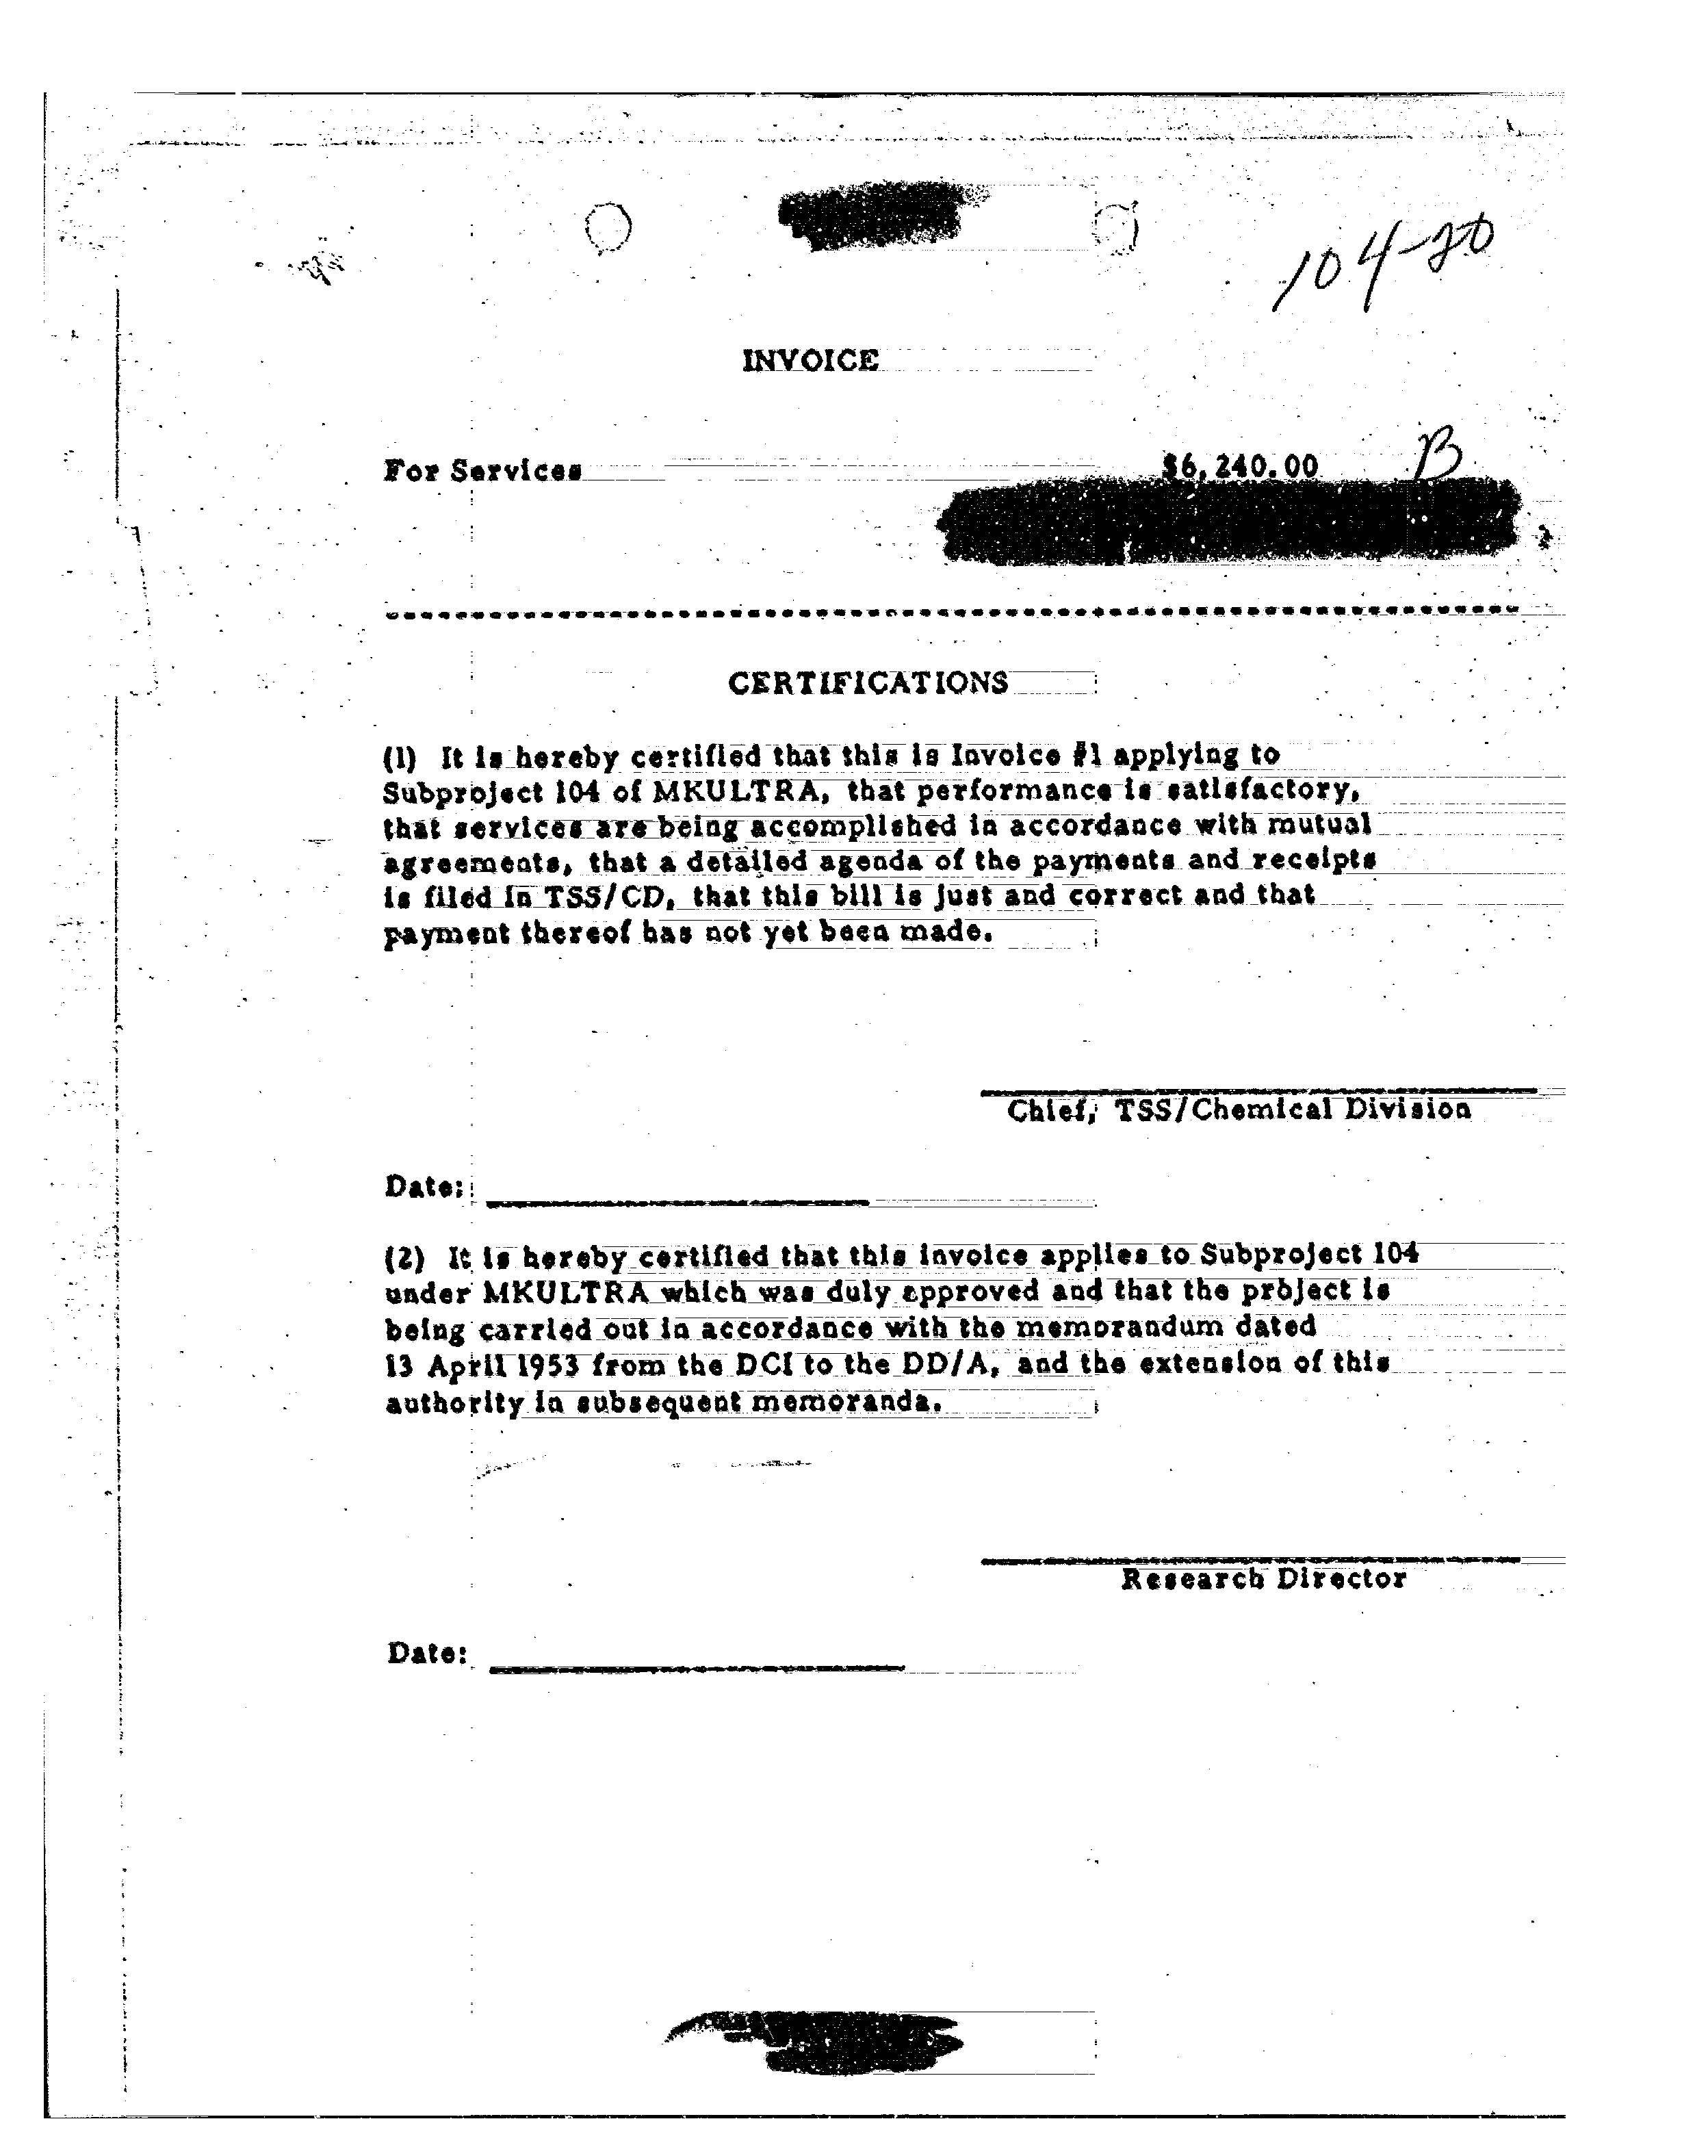 104-20
INVOICE
For Services $6,240.00 B
CERTIFICATIONS
(1) It is hereby certified that this is Invoice #1 applying to
Subproject 104 of MKULTRA, that performance is satisfactory,
that services are being accomplished in accordance with mutual
agreements, that a detailed agenda of the payments and receipts
is filed in TSS/CD, that this bill is just and correct and that
payment thereof has not yet been made.
Chief, TSS/Chemical Division
Date:
(2) It is hereby certified that this invoice applies to Subproject 104
under MKULTRA which was duly approved and that the project is
being carried out in accordance with the memorandum dated
13 April 1953 from the DCI to the DD/A, and the extension of this
authority in subsequent memoranda.
Research Director
Date: